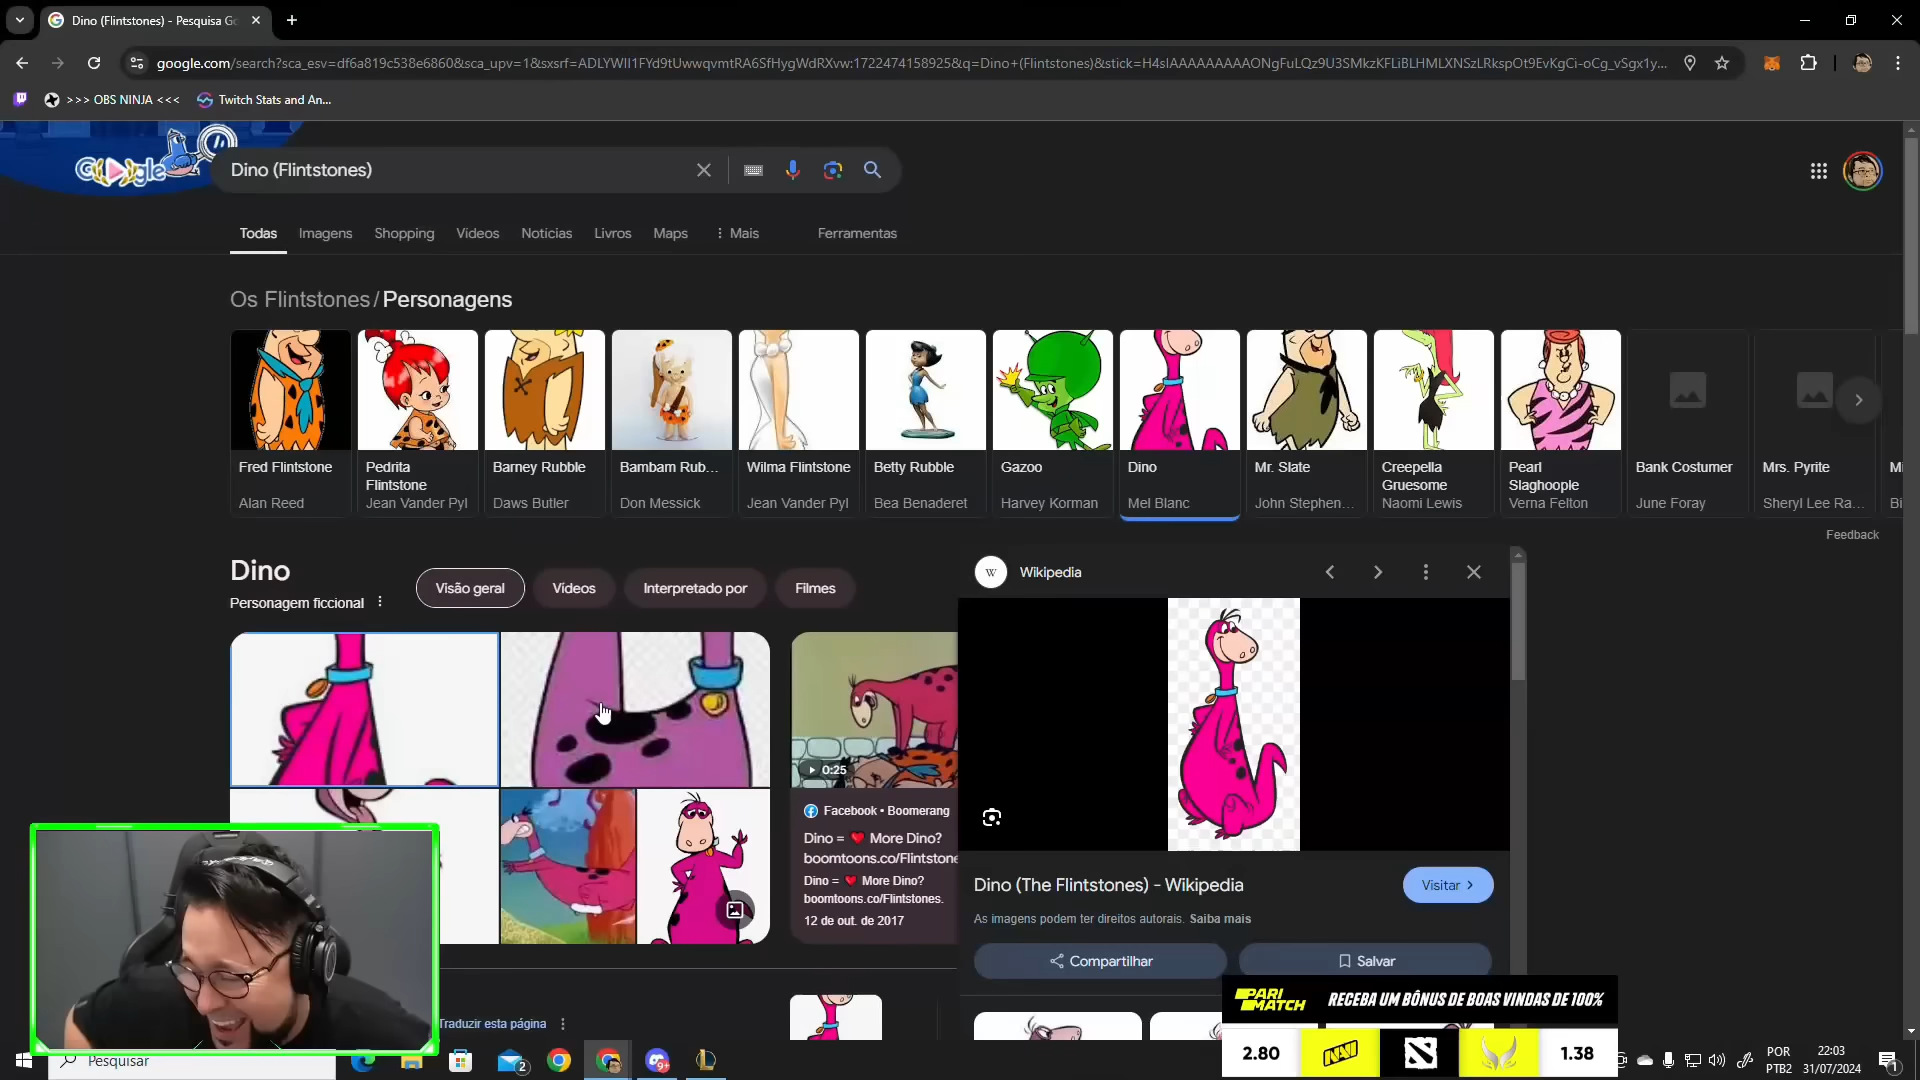 Dino (Flintstones) - Pesquisa Go
google.com/search?sca_esv=df6a819c538e6860&sca_upv=1&sxsrf=ADLYWII1FYd9tUwwqvmtRA6SfHygWdRXvw:1722474158925&q=Dino+(Flintstones)&stick=H4sIAAAAAAAAAONgFuLQz9U3SMkzKFLiBLHMLXNSzLRkspOt9EvKgCi-oCg_vSgx1y...
>>> OBS NINJA <<<
Twitch Stats and An...
Google
Dino (Flintstones)
Todas Imagens Shopping Vídeos Notícias Livros Maps Mais Ferramentas
Os Flintstones / Personagens
Fred Flintstone
Alan Reed
Pedrita Flintstone
Jean Vander Pyl
Barney Rubble
Daws Butler
Bambam Rub...
Don Messick
Wilma Flintstone
Jean Vander Pyl
Betty Rubble
Bea Benaderet
Gazoo
Harvey Korman
Dino
Mel Blanc
Mr. Slate
John Stephen...
Creepella Gruesome
Naomi Lewis
Pearl Slaghoople
Verna Felton
Bank Costumer
June Foray
Mrs. Pyrite
Sheryl Lee Ra...
Mi
Bi
Feedback
Dino
Personagem ficcional
Visão geral
Vídeos
Interpretado por
Filmes
0:25
Facebook • Boomerang
Dino = ❤ More Dino?
boomtoons.co/Flintstone
Dino = ❤ More Dino?
boomtoons.co/Flintstones.
12 de out. de 2017
W
Wikipedia
Dino (The Flintstones) - Wikipedia
Visitar
As imagens podem ter direitos autorais. Saiba mais
Compartilhar
Salvar
Traduzir esta página
PARI MATCH
RECEBA UM BÔNUS DE BOAS VINDAS DE 100%
2.80
NAVI
1.38
Pesquisar
2
9+
POR
PTB2
22:03
31/07/2024
1